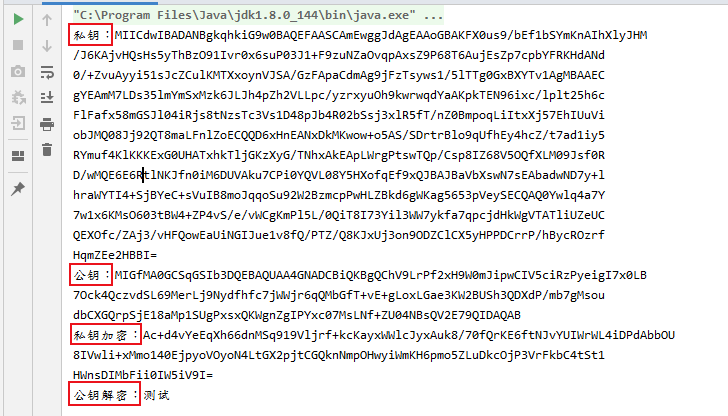 "C:\Program Files\Java\jdk1.8.0_144\bin\java.exe" ...
私钥：MIICdwIBADANBgkqhkiG9w0BAQEFAASCAmEwggJdAgEAAoGBAKFX0us9/bEf1bSYmKnAIhXlyJHM
/J6KAjvHQsHs5yThBzO91Ivr0x6suP03J1+F9zuNZaOvqpAxsZ9P68T6AujEsZp7cpbYFRKHdANd
0/+ZvuAyyi51sJcZCulKMTXxoynVJSA/GzFApaCdmAg9jFzTsyws1/5lTTg0GxBXYTv1AgMBAAEC
gYEAmM7LDs35lmYmSxMzk6JLJh4pZh2VLLpc/yzrxyuOh9kwrwqdYaAKpkTEN96ixc/lplt25h6c
FlFafx58mGSJl04iRjs8tNzsTc3Vs1D48pJb4R02bSsj3xlR5fT/nZ0BmpoqLiItxXj57EhIUuVi
obJMQ08Jj92QT8maLFnlZoECQQD6xHnEANxDkMKwow+o5AS/SDrtrBlo9qUfhEy4hcZ/t7ad1iy5
RYmuf4KlKKKExG0UHATxhkTljGKzXyG/TNhxAkEApLWrgPtswTQp/Csp8IZ68V5OQfXLM09Jsf0R
D/wMQE6E6RtlNKJfn0iM6DUVAku7CPi0YQVL08Y5HXofqEf9xQJBAJBaVbXswN7sEAbadwND7y+l
hraWYTI4+SjBYeC+sVuIB8moJqqoSu92W2BzmcpPwHLZBkd6gWKag5653pVeySECQAQ0Ywlq4a7Y
7w1x6KMsO603tBW4+ZP4vS/e/vWCgKmPl5L/0QiT8I73Yil3WW7ykfa7qpcjdHkWgVTATliUZeUC
QEXOfc/ZAj3/vHFQowEaUiNGIJue1v8fQ/PTZ/Q8KJxUj3on9ODZClCX5yHPPDCrrP/hBycROzrf
HqmZEe2HBBI=
公钥：MIGfMA0GCSqGSIb3DQEBAQUAA4GNADCBiQKBgQChV9LrPf2xH9W0mJipwCIV5ciRzPyeigI7x0LB
7Ock4QczvdSL69MerLj9Nydfhfc7jWWjr6qQMbGfT+vE+gLoxLGae3KW2BUSh3QDXdP/mb7gMsou
dbCXGQrpSjE18aMp1SUgPxsxQKWgnZgIPYxc07MsLNf+ZU04NBsQV2E79QIDAQAB
私钥加密：Ac+d4vYeEqXh66dnMSq919Vljrf+kcKayxWWlcJyxAuk8/70fQrKE6ftNJvYUIWrWL4iDPdAbbOU
8IVwli+xMmo140EjpyoVOyoN4LtGX2pjtCGQknNmpOHwyiWmKH6pmo5ZLuDkcOjP3VrFkbC4tSt1
HWnsDIMbFii0IW5iV9I=
公钥解密：测试